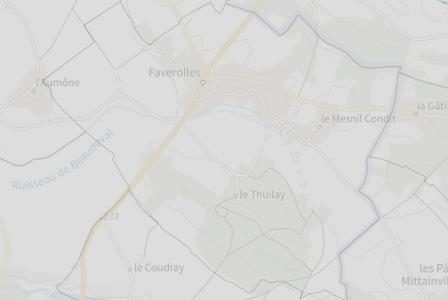 Faverolles
l'Aumône
la Gâti
le Mesnil Condit
Ruisseau de Beaudeval
le Thuilay
le Coudray
les Pâ
Mittainvil